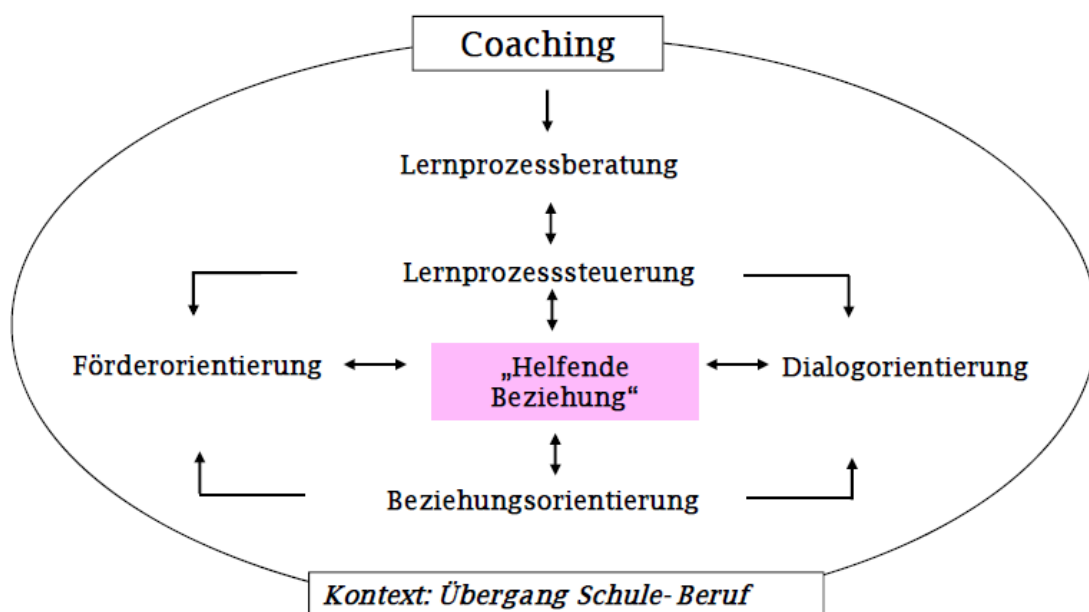 Coaching
Lernprozessberatung
Lernprozesssteuerung
Förderorientierung
„Helfende
Beziehung“
Dialogorientierung
Beziehungsorientierung
Kontext: Übergang Schule- Beruf